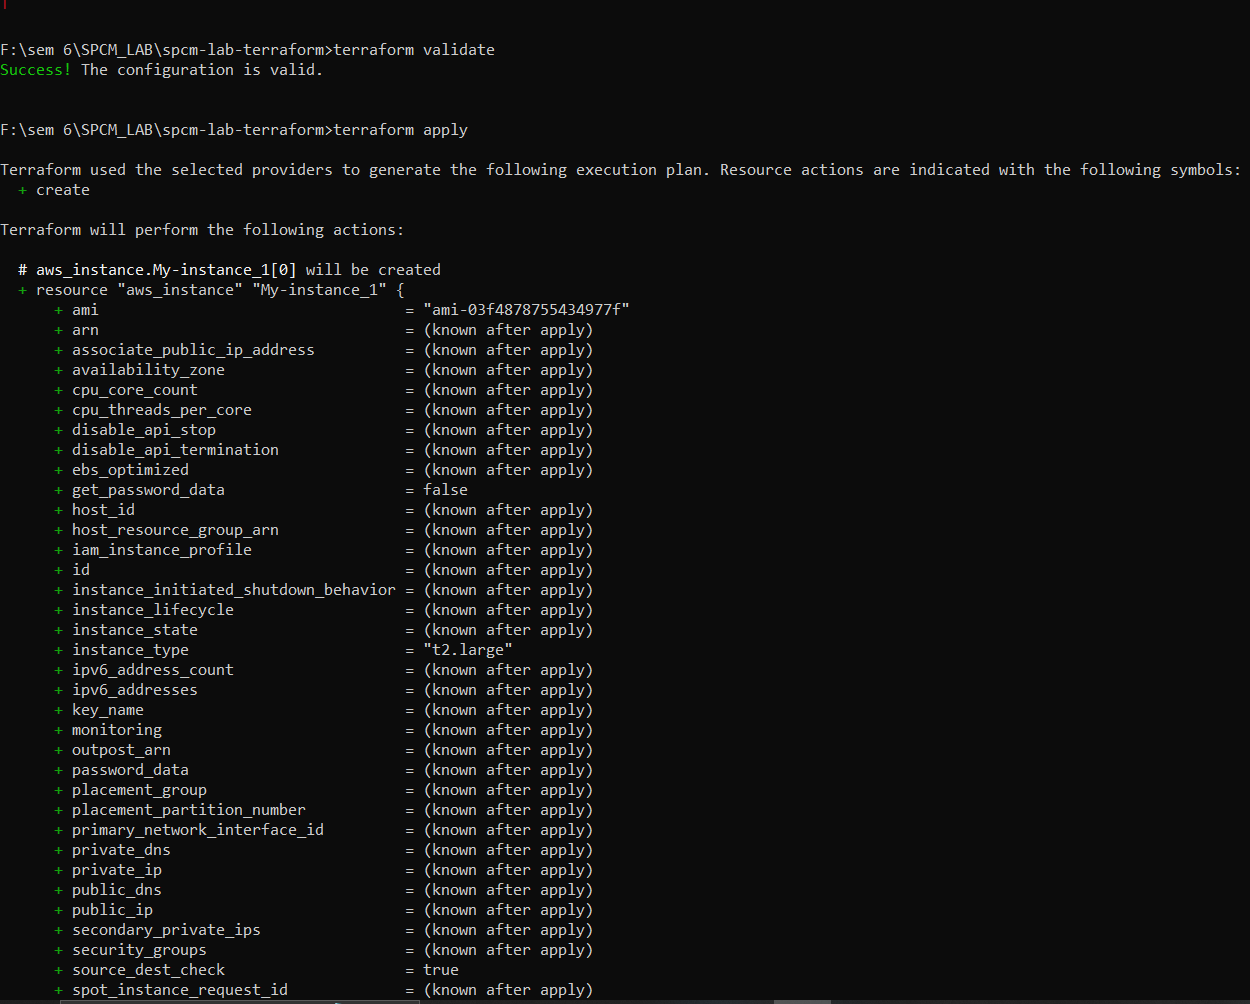 F:\sem 6\SPCM_LAB\spcm-lab-terraform>terraform validate
Success! The configuration is valid.
F:\sem 6\SPCM_LAB\spcm-lab-terraform>terraform apply
Terraform used the selected providers to generate the following execution plan. Resource actions are indicated with the following symbols:
+ create
Terraform will perform the following actions:
# aws_instance.My-instance_1[0] will be created
+ resource "aws_instance" "My-instance_1" {
+ ami = "ami-03f4878755434977f"
+ arn = (known after apply)
+ associate_public_ip_address = (known after apply)
+ availability_zone = (known after apply)
+ cpu_core_count = (known after apply)
+ cpu_threads_per_core = (known after apply)
+ disable_api_stop = (known after apply)
+ disable_api_termination = (known after apply)
+ ebs_optimized = (known after apply)
+ get_password_data = false
+ host_id = (known after apply)
+ host_resource_group_arn = (known after apply)
+ iam_instance_profile = (known after apply)
+ id = (known after apply)
+ instance_initiated_shutdown_behavior = (known after apply)
+ instance_lifecycle = (known after apply)
+ instance_state = (known after apply)
+ instance_type = "t2.large"
+ ipv6_address_count = (known after apply)
+ ipv6_addresses = (known after apply)
+ key_name = (known after apply)
+ monitoring = (known after apply)
+ outpost_arn = (known after apply)
+ password_data = (known after apply)
+ placement_group = (known after apply)
+ placement_partition_number = (known after apply)
+ primary_network_interface_id = (known after apply)
+ private_dns = (known after apply)
+ private_ip = (known after apply)
+ public_dns = (known after apply)
+ public_ip = (known after apply)
+ secondary_private_ips = (known after apply)
+ security_groups = (known after apply)
+ source_dest_check = true
+ spot_instance_request_id = (known after apply)